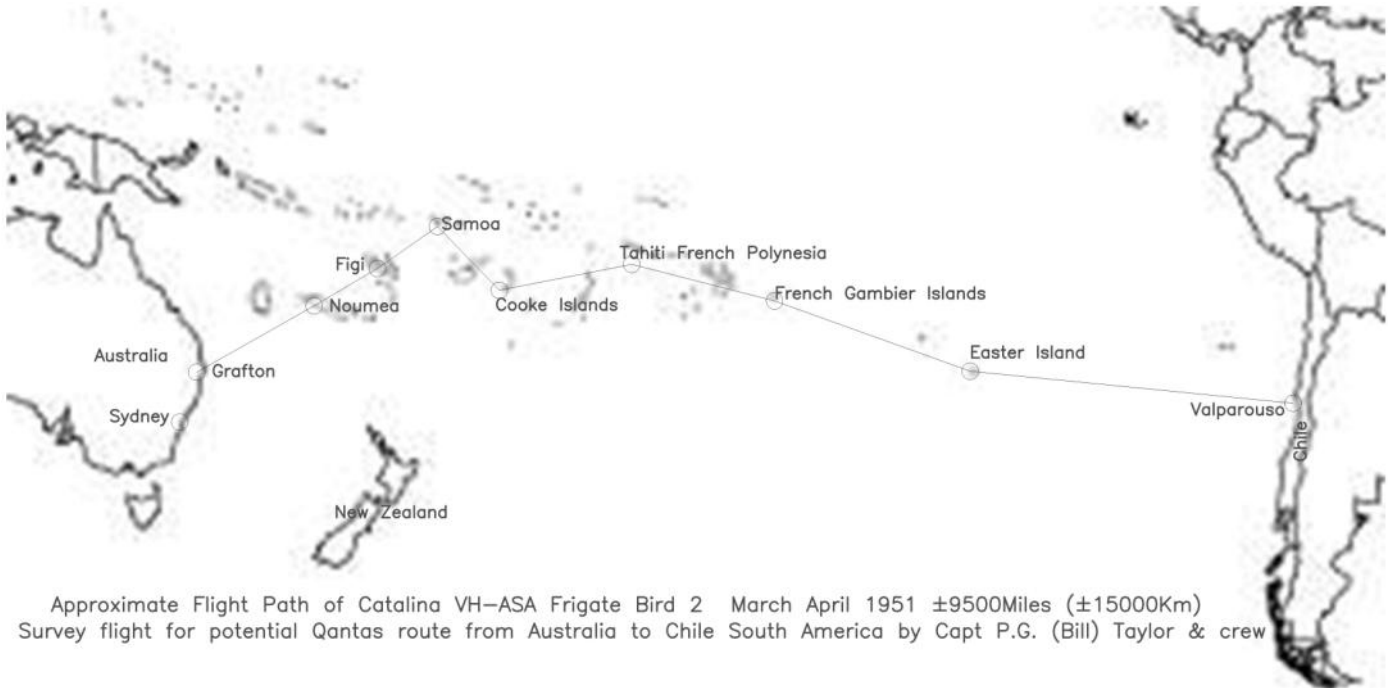 Samoa
Tahiti French Polynesia
Figi
French Gambier Islands
Noumea
Cooke Islands
Australia
Easter Island
Grafton
Valparouso
Sydney
Chile
New Zealand
Approximate Flight Path of Catalina VH-ASA Frigate Bird 2 March April 1951 ±9500Miles (±15000Km)
Survey flight for potential Qantas route from Australia to Chile South America by Capt P.G. (Bill) Taylor & crew